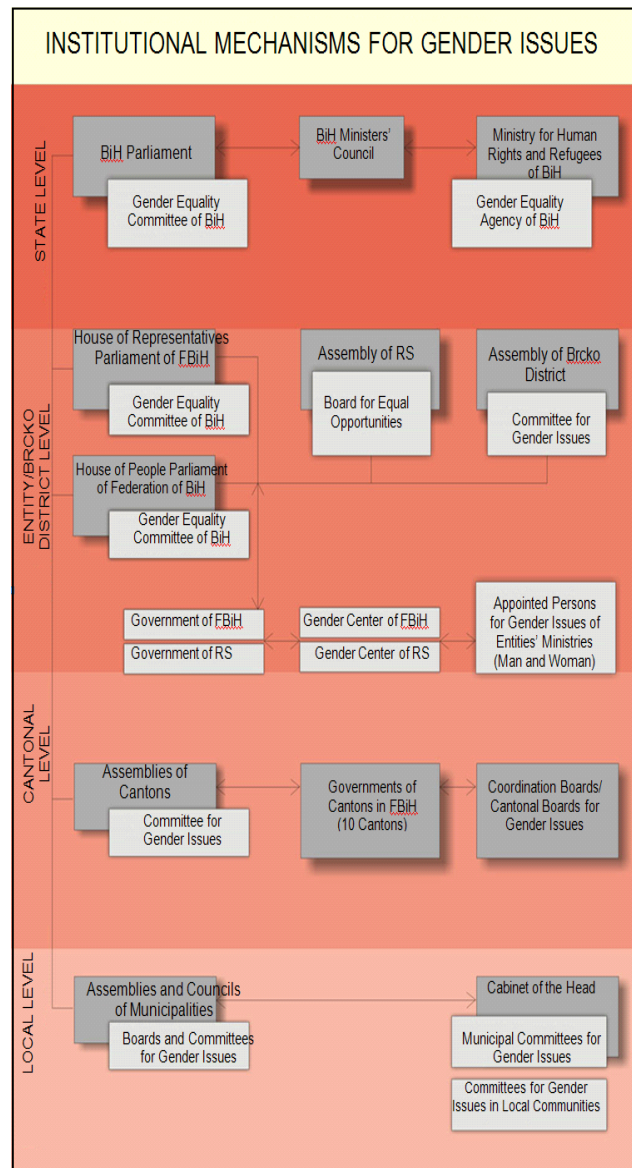 INSTITUTIONAL MECHANISMS FOR GENDER ISSUES
STATE LEVEL
BiH Parliament
Gender Equality
Committee of BiH
BiH Ministers'
Council
Ministry for Human
Rights and Refugees
of BiH
Gender Equality
Agency of BiH
ENTITY/BRCKO
DISTRICT LEVEL
House of Representatives
Parliament of FBiH
Gender Equality
Committee of BiH
Assembly of RS
Board for Equal
Opportunities
Assembly of Brcko
District
Committee for
Gender Issues
House of People Parliament
of Federation of BiH
Gender Equality
Committee of BiH
Government of FBiH
Government of RS
Gender Center of FBiH
Gender Center of RS
Appointed Persons
for Gender Issues of
Entities' Ministries
(Man and Woman)
CANTONAL
LEVEL
Assemblies of
Cantons
Committee for
Gender Issues
Governments of
Cantons in FBiH
(10 Cantons)
Coordination Boards/
Cantonal Boards for
Gender Issues
LOCAL LEVEL
Assemblies and Councils
of Municipalities
Boards and Committees
for Gender Issues
Cabinet of the Head
Municipal Committees for
Gender Issues
Committees for Gender
Issues in Local Communities